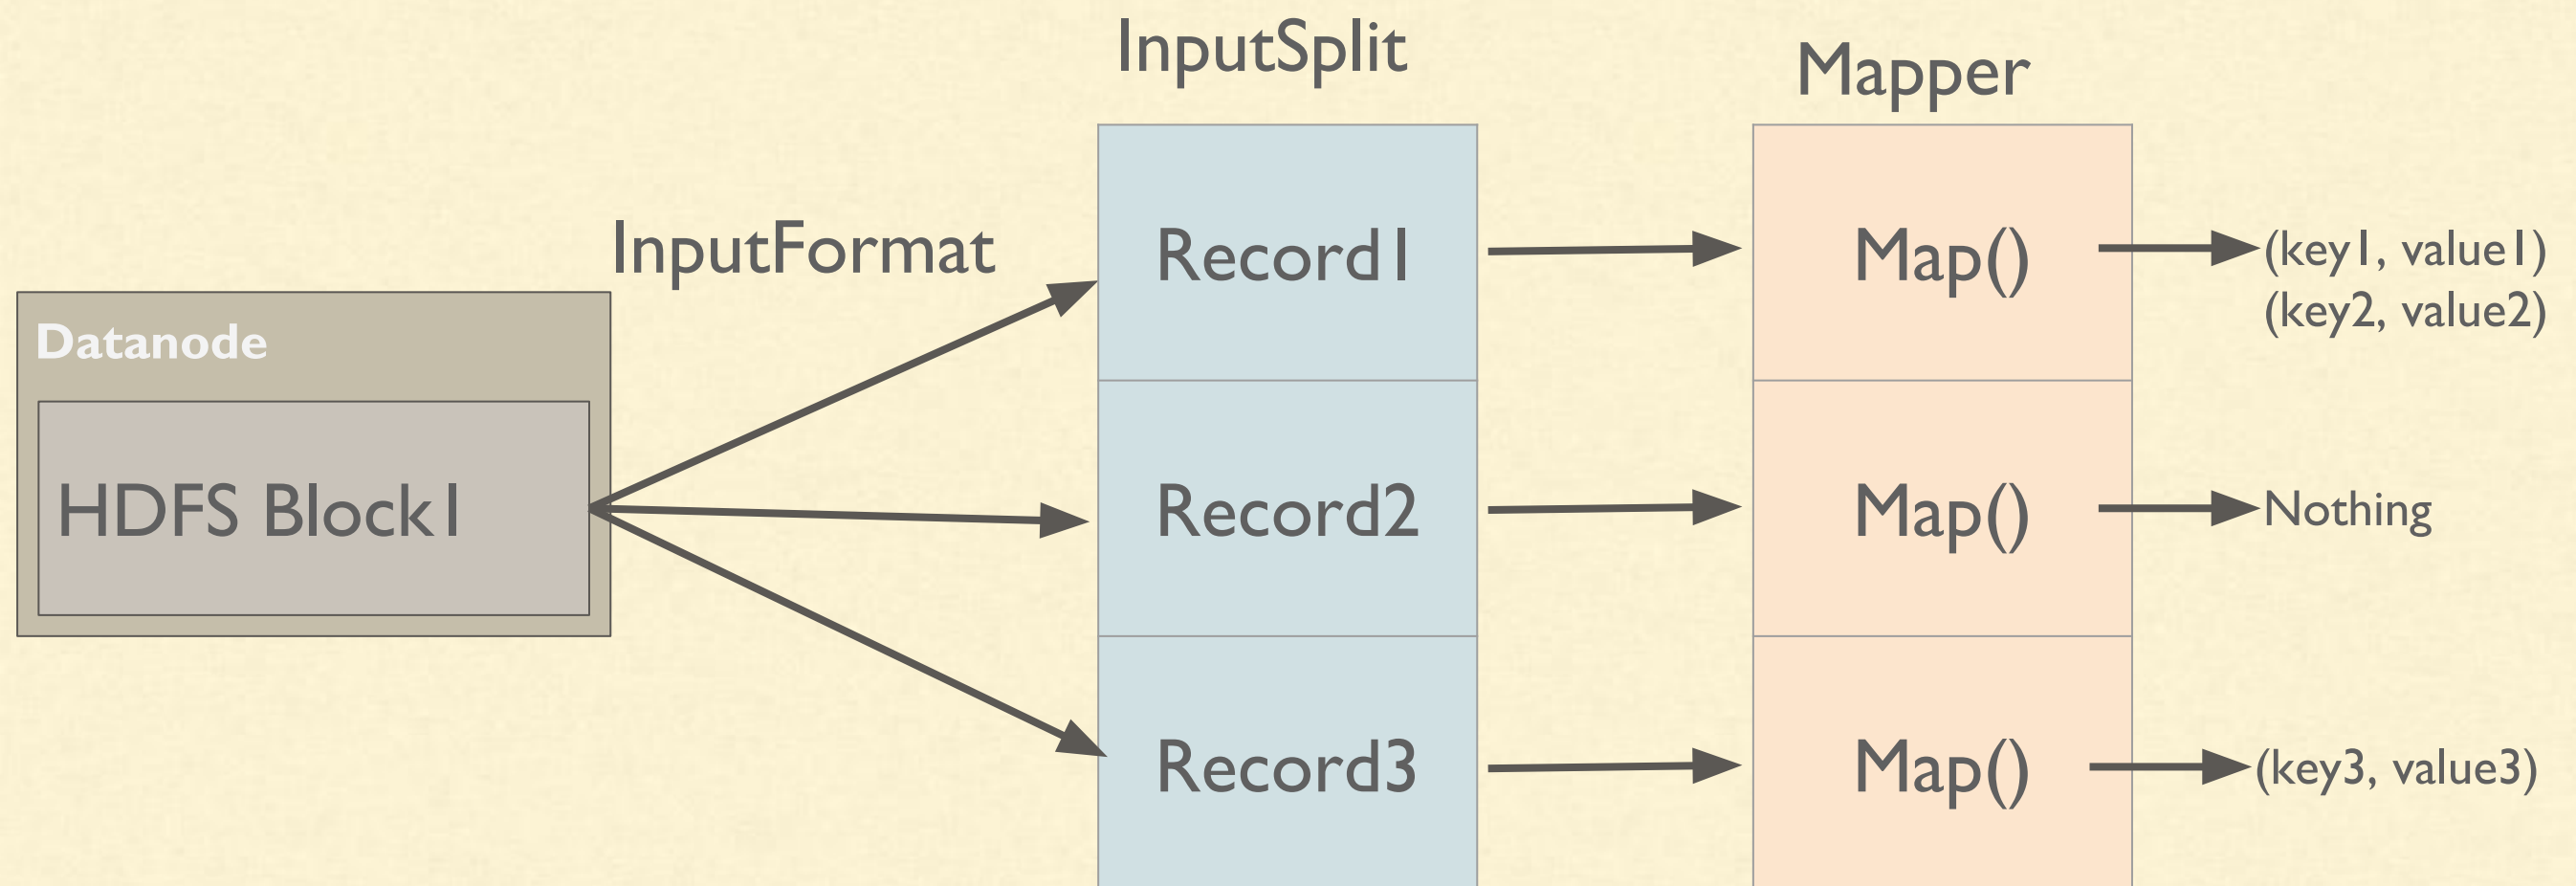 InputSplit
Mapper
InputFormat
Datanode
HDFS Block1
Record1
Map()
(key1, value1)
(key2, value2)
Record2
Map()
Nothing
Record3
Map()
(key3, value3)